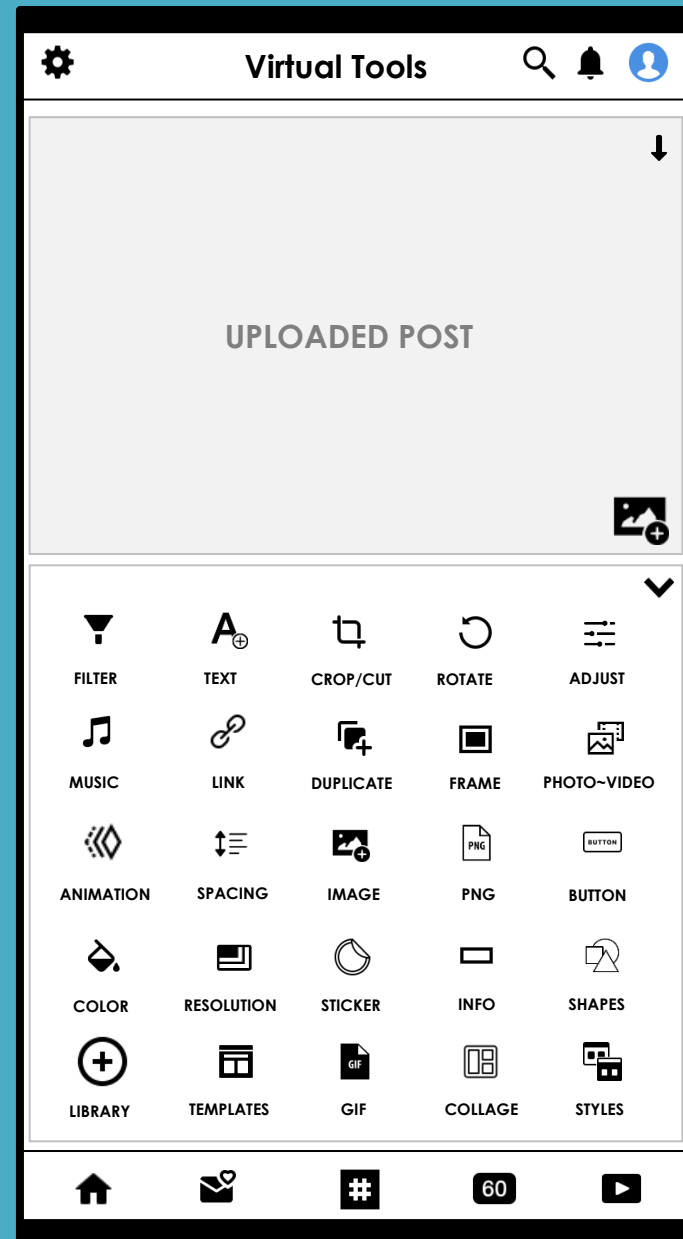 Virtual Tools
UPLOADED POST
FILTER TEXT CROP/CUT ROTATE ADJUST
MUSIC LINK DUPLICATE FRAME PHOTO~VIDEO
PNG BUTTON
ANIMATION SPACING IMAGE PNG BUTTON
COLOR RESOLUTION STICKER INFO SHAPES
GIF
LIBRARY TEMPLATES GIF COLLAGE STYLES
# 60